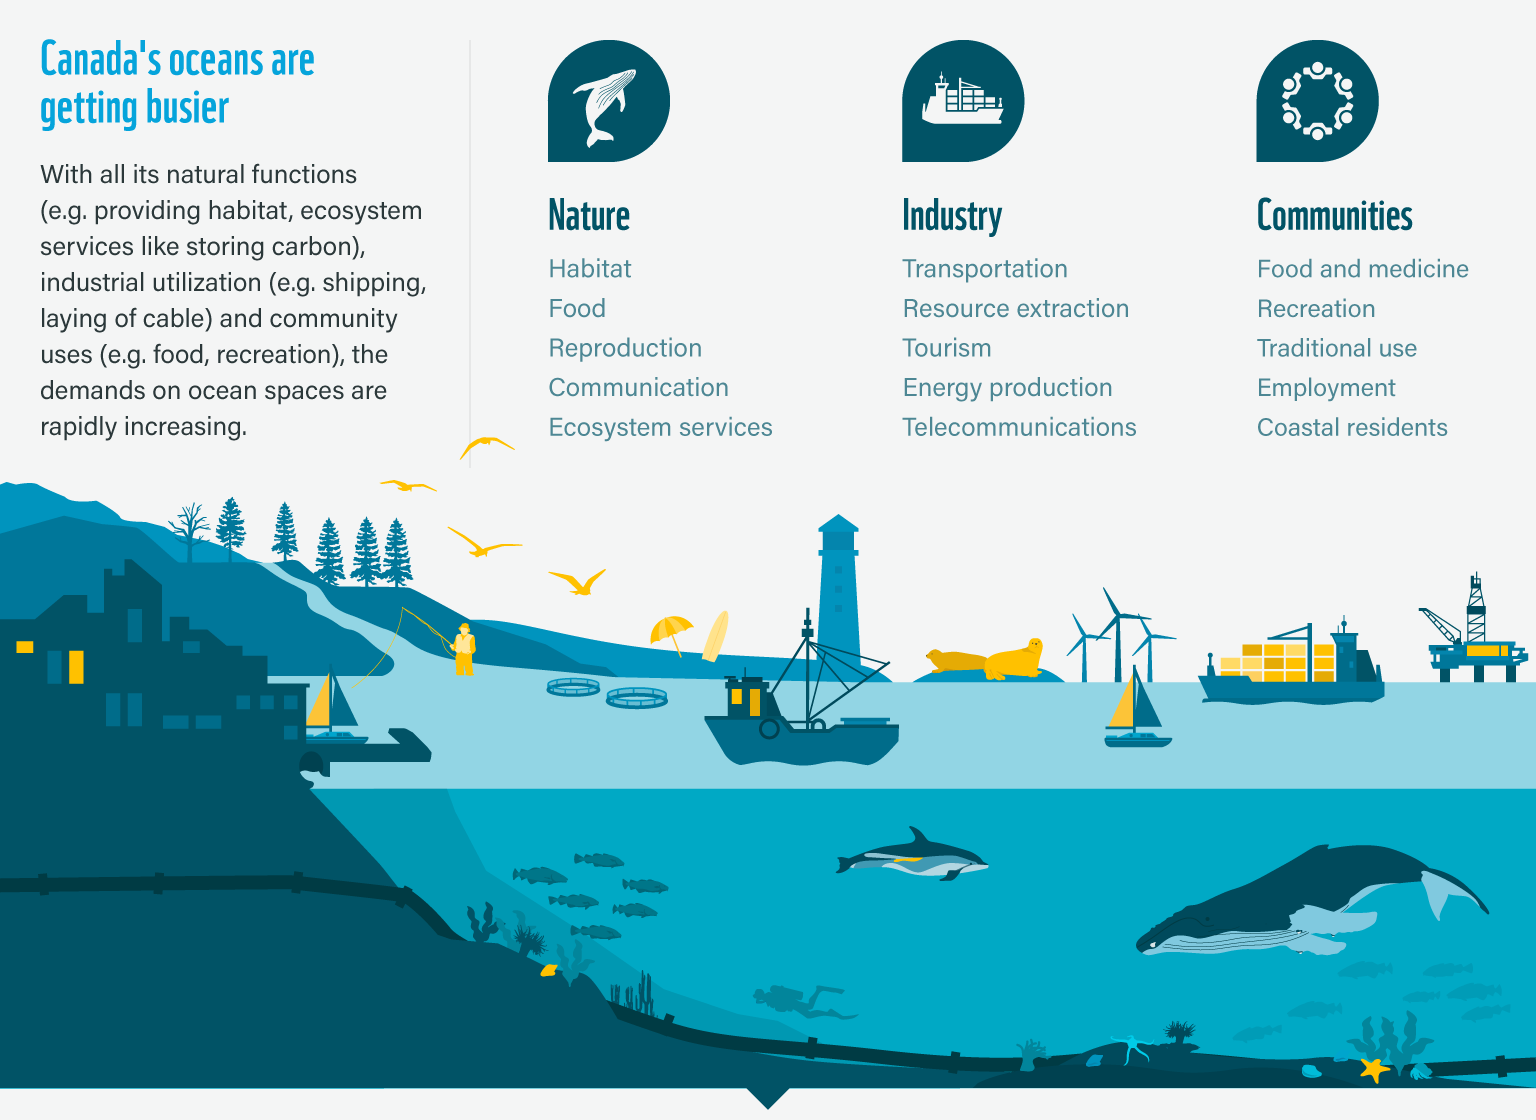 Canada's oceans are
getting busier
With all its natural functions
(e.g. providing habitat, ecosystem
services like storing carbon),
industrial utilization (e.g. shipping,
laying of cable) and community
uses (e.g. food, recreation), the
demands on ocean spaces are
rapidly increasing.
Nature
Habitat
Food
Reproduction
Communication
Ecosystem services
Industry
Transportation
Resource extraction
Tourism
Energy production
Telecommunications
Communities
Food and medicine
Recreation
Traditional use
Employment
Coastal residents